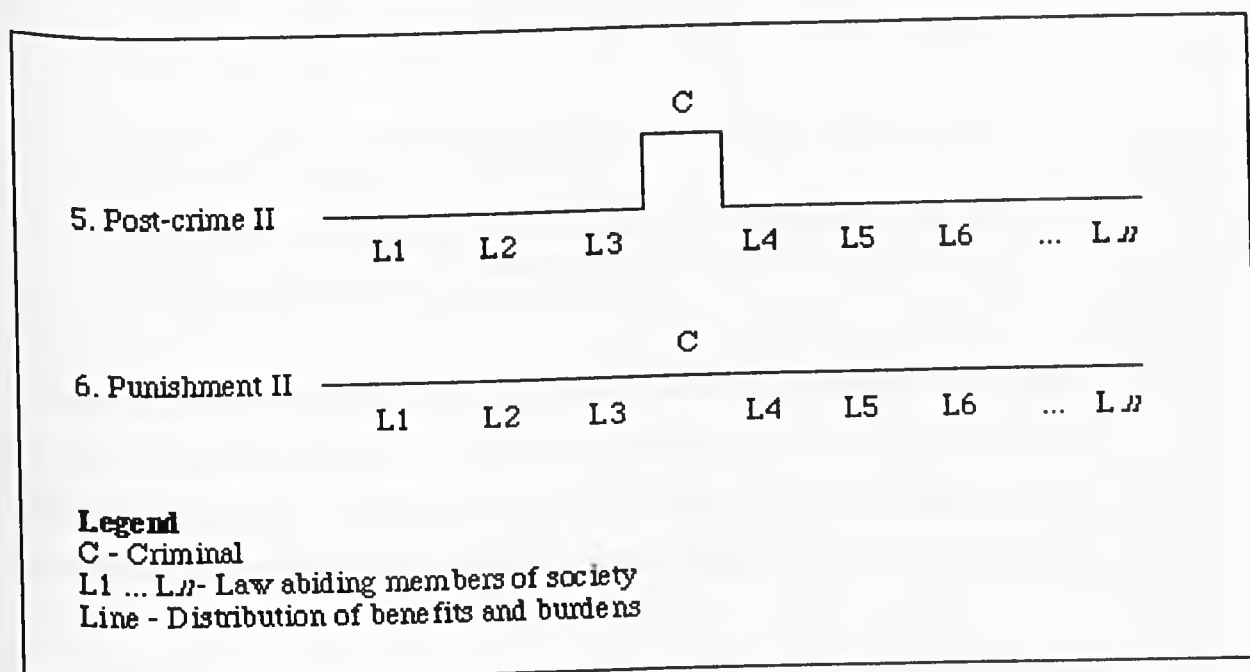 C
5. Post-crime II
L1 L2 L3 L4 L5 L6 ... Ln
C
6. Punishment II
L1 L2 L3 L4 L5 L6 ... Ln
Legend
C - Criminal
L1 ... Ln- Law abiding members of society
Line - Distribution of benefits and burdens